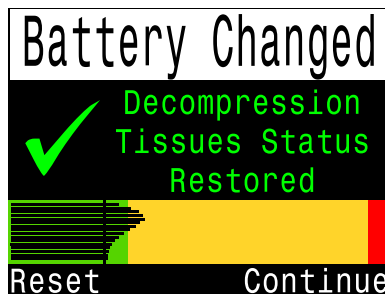 Battery Changed
Decompression
Tissues Status
Restored
Reset Continue